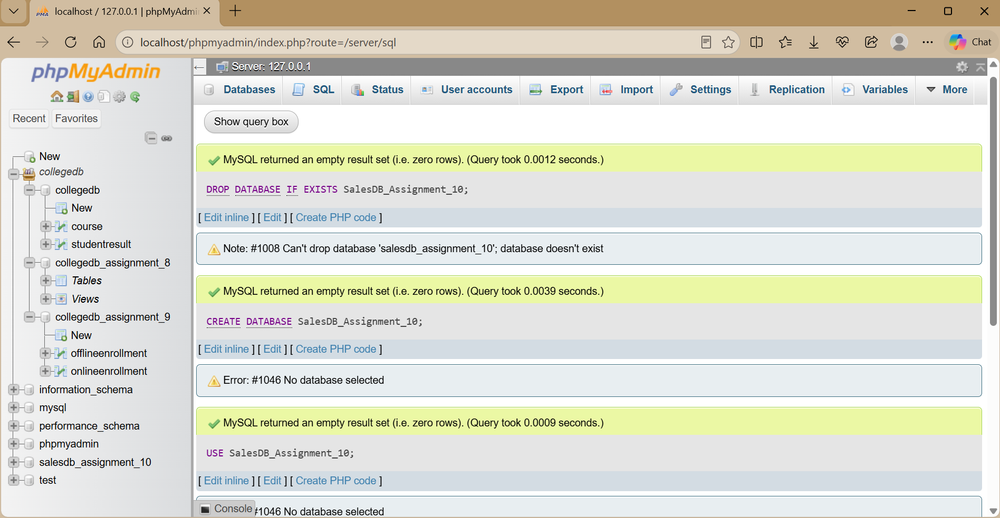 localhost / 127.0.0.1 | phpMyAdmi
localhost/phpmyadmin/index.php?route=/server/sql
Chat
phpMyAdmin
Recent
Favorites
New
collegedb
collegedb
New
course
studentresult
collegedb_assignment_8
Tables
Views
collegedb_assignment_9
New
offlineenrollment
onlineenrollment
information_schema
mysql
performance_schema
phpmyadmin
salesdb_assignment_10
test
Server: 127.0.0.1
Databases SQL Status User accounts Export Import Settings Replication Variables More
Show query box
MySQL returned an empty result set (i.e. zero rows). (Query took 0.0012 seconds.)
DROP DATABASE IF EXISTS SalesDB_Assignment_10;
[ Edit inline ] [ Edit ] [ Create PHP code ]
Note: #1008 Can't drop database 'salesdb_assignment_10'; database doesn't exist
MySQL returned an empty result set (i.e. zero rows). (Query took 0.0039 seconds.)
CREATE DATABASE SalesDB_Assignment_10;
[ Edit inline ] [ Edit ] [ Create PHP code ]
Error: #1046 No database selected
MySQL returned an empty result set (i.e. zero rows). (Query took 0.0009 seconds.)
USE SalesDB_Assignment_10;
[ Edit inline ] [ Edit ] [ Create PHP code ]
Console
#1046 No database selected